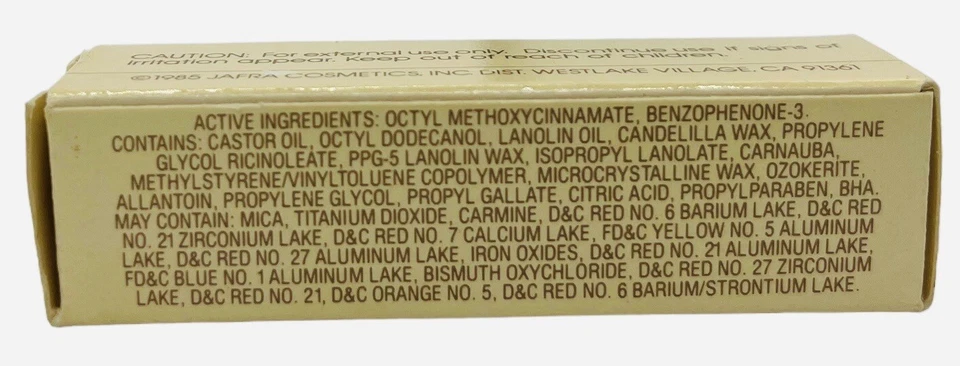 CAUTION: For external use only. Discontinue use if signs of
irritation appear. Keep out of reach of children.
©1985 JAFRA COSMETICS, INC. DIST. WESTLAKE VILLAGE, CA 91361
ACTIVE INGREDIENTS: OCTYL METHOXYCINNAMATE, BENZOPHENONE-3.
CONTAINS: CASTOR OIL, OCTYL DODECANOL, LANOLIN OIL, CANDELILLA WAX, PROPYLENE
GLYCOL RICINOLEATE, PPG-5 LANOLIN WAX, ISOPROPYL LANOLATE, CARNAUBA,
METHYLSTYRENE/VINYLTOLUENE COPOLYMER, MICROCRYSTALLINE WAX, OZOKERITE,
ALLANTOIN, PROPYLENE GLYCOL, PROPYL GALLATE, CITRIC ACID, PROPYLPARABEN, BHA.
MAY CONTAIN: MICA, TITANIUM DIOXIDE, CARMINE, D&C RED NO. 6 BARIUM LAKE, D&C RED
NO. 21 ZIRCONIUM LAKE, D&C RED NO. 7 CALCIUM LAKE, FD&C YELLOW NO. 5 ALUMINUM
LAKE, D&C RED NO. 27 ALUMINUM LAKE, IRON OXIDES, D&C RED NO. 21 ALUMINUM LAKE,
FD&C BLUE NO. 1 ALUMINUM LAKE, BISMUTH OXYCHLORIDE, D&C RED NO. 27 ZIRCONIUM
LAKE, D&C RED NO. 21, D&C ORANGE NO. 5, D&C RED NO. 6 BARIUM/STRONTIUM LAKE.